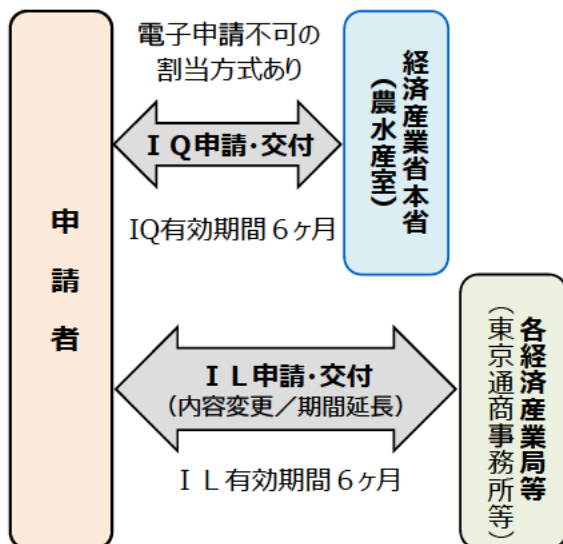 申請者
電子申請不可の
割当方式あり
ＩＱ申請・交付
IQ有効期間６ヶ月
経済産業省本省
（農水産室）
ＩＬ申請・交付
（内容変更／期間延長）
ＩＬ有効期間６ヶ月
各経済産業局等
（東京通商事務所等）